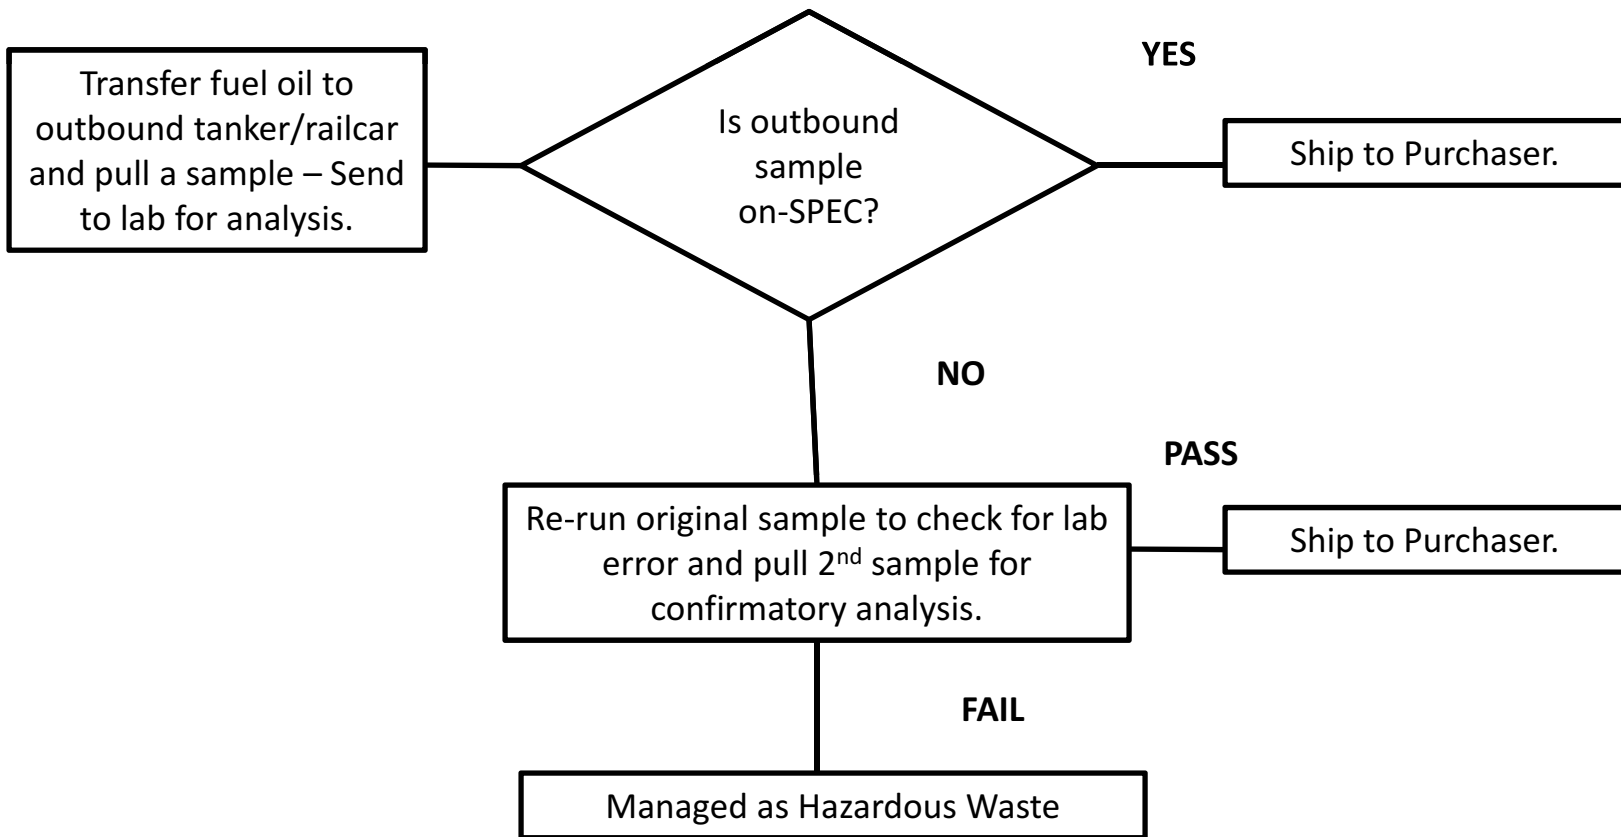 Transfer fuel oil to
outbound tanker/railcar
and pull a sample – Send
to lab for analysis.
Is outbound
sample
on-SPEC?
YES
Ship to Purchaser.
NO
Re-run original sample to check for lab
error and pull 2nd sample for
confirmatory analysis.
PASS
Ship to Purchaser.
FAIL
Managed as Hazardous Waste